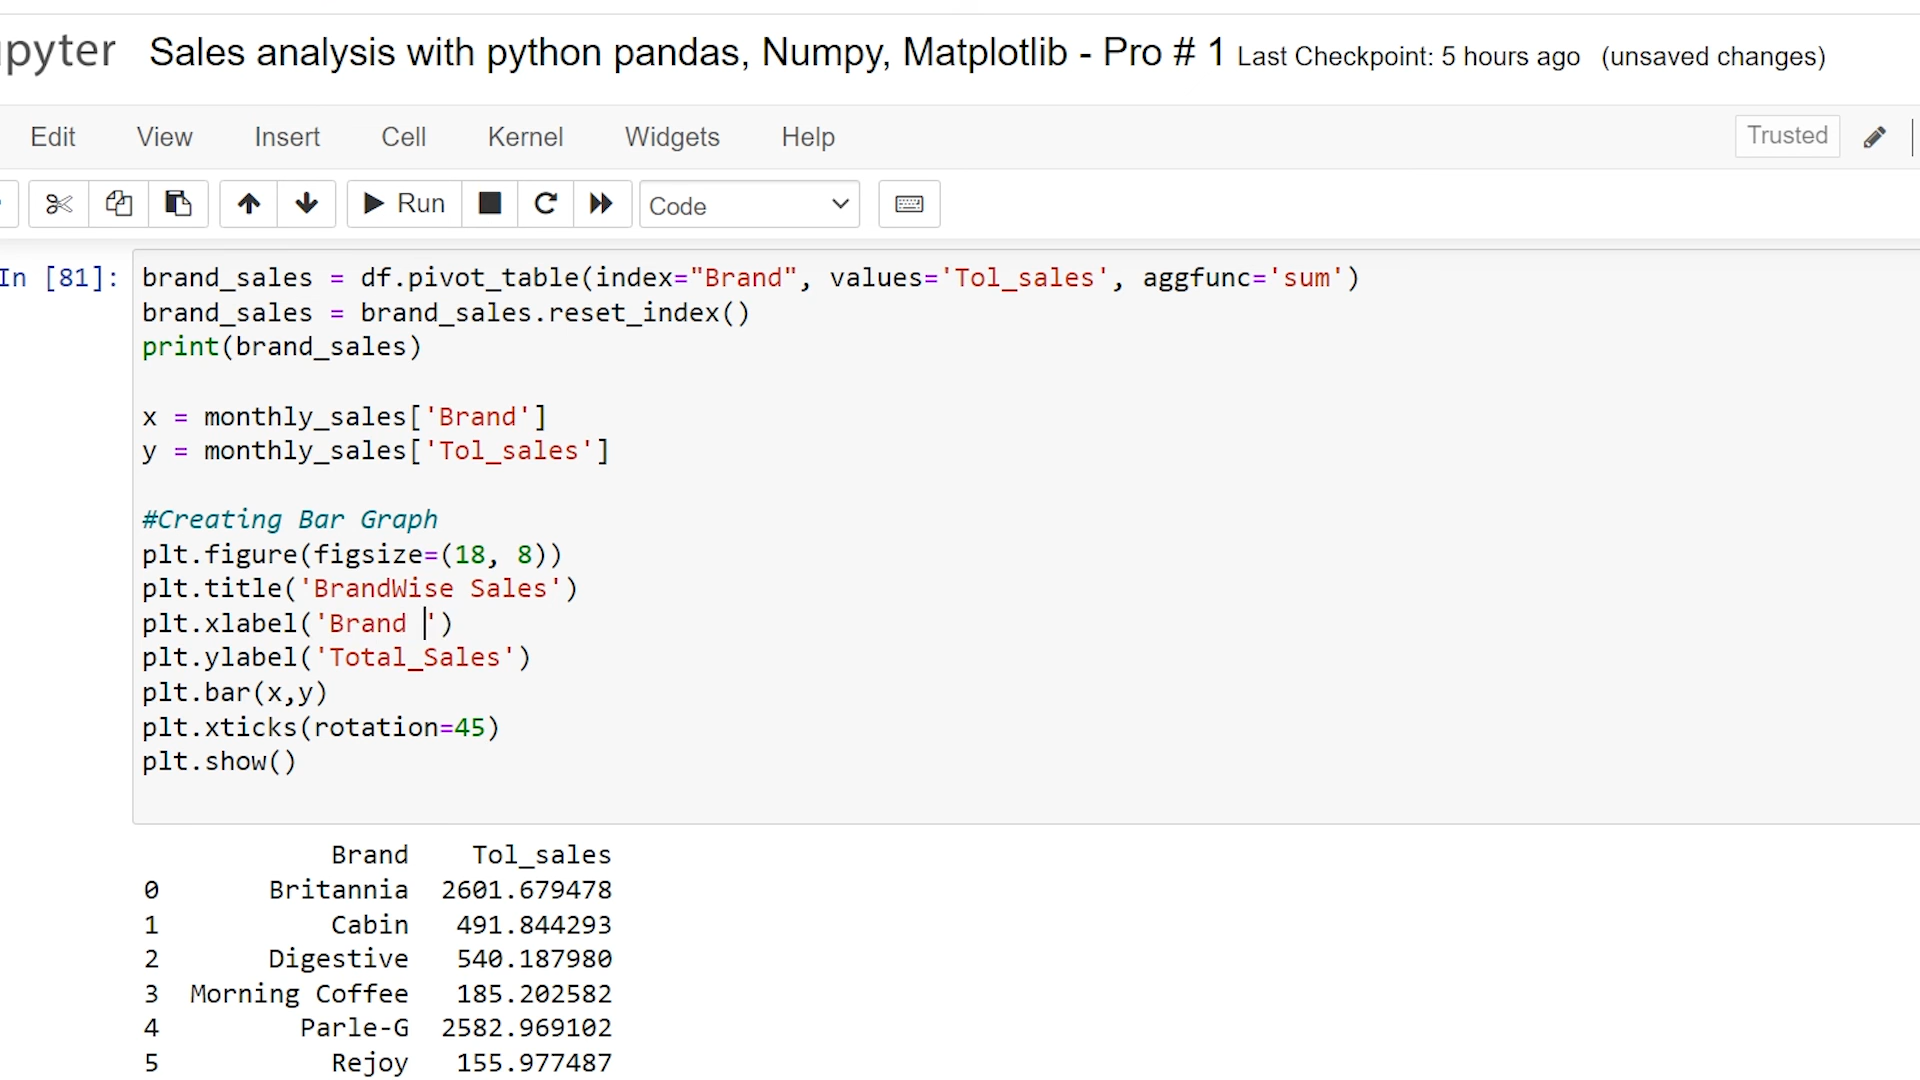 pyter Sales analysis with python pandas, Numpy, Matplotlib - Pro # 1 Last Checkpoint: 5 hours ago (unsaved changes)
Edit View Insert Cell Kernel Widgets Help Trusted
Run Code
In [81]: brand_sales = df.pivot_table(index="Brand", values='Tol_sales', aggfunc='sum')
brand_sales = brand_sales.reset_index()
print(brand_sales)
x = monthly_sales['Brand']
y = monthly_sales['Tol_sales']
#Creating Bar Graph
plt.figure(figsize=(18, 8))
plt.title('BrandWise Sales')
plt.xlabel('Brand ')
plt.ylabel('Total_Sales')
plt.bar(x,y)
plt.xticks(rotation=45)
plt.show()
Brand Tol_sales
0 Britannia 2601.679478
1 Cabin 491.844293
2 Digestive 540.187980
3 Morning Coffee 185.202582
4 Parle-G 2582.969102
5 Rejoy 155.977487